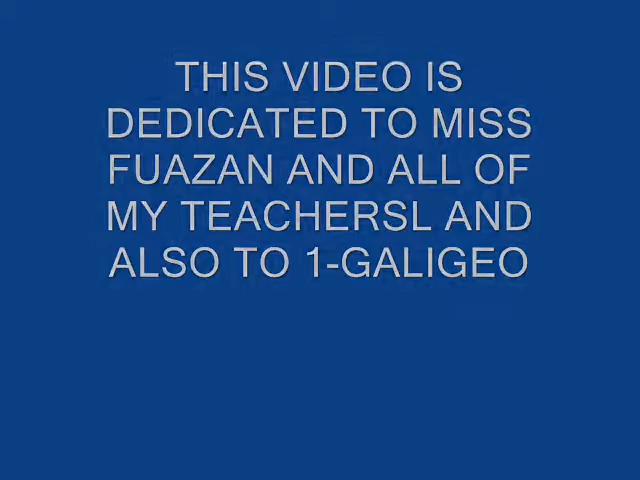 THIS VIDEO IS
DEDICATED TO MISS
FUAZAN AND ALL OF
MY TEACHERSL AND
ALSO TO 1-GALIGEO